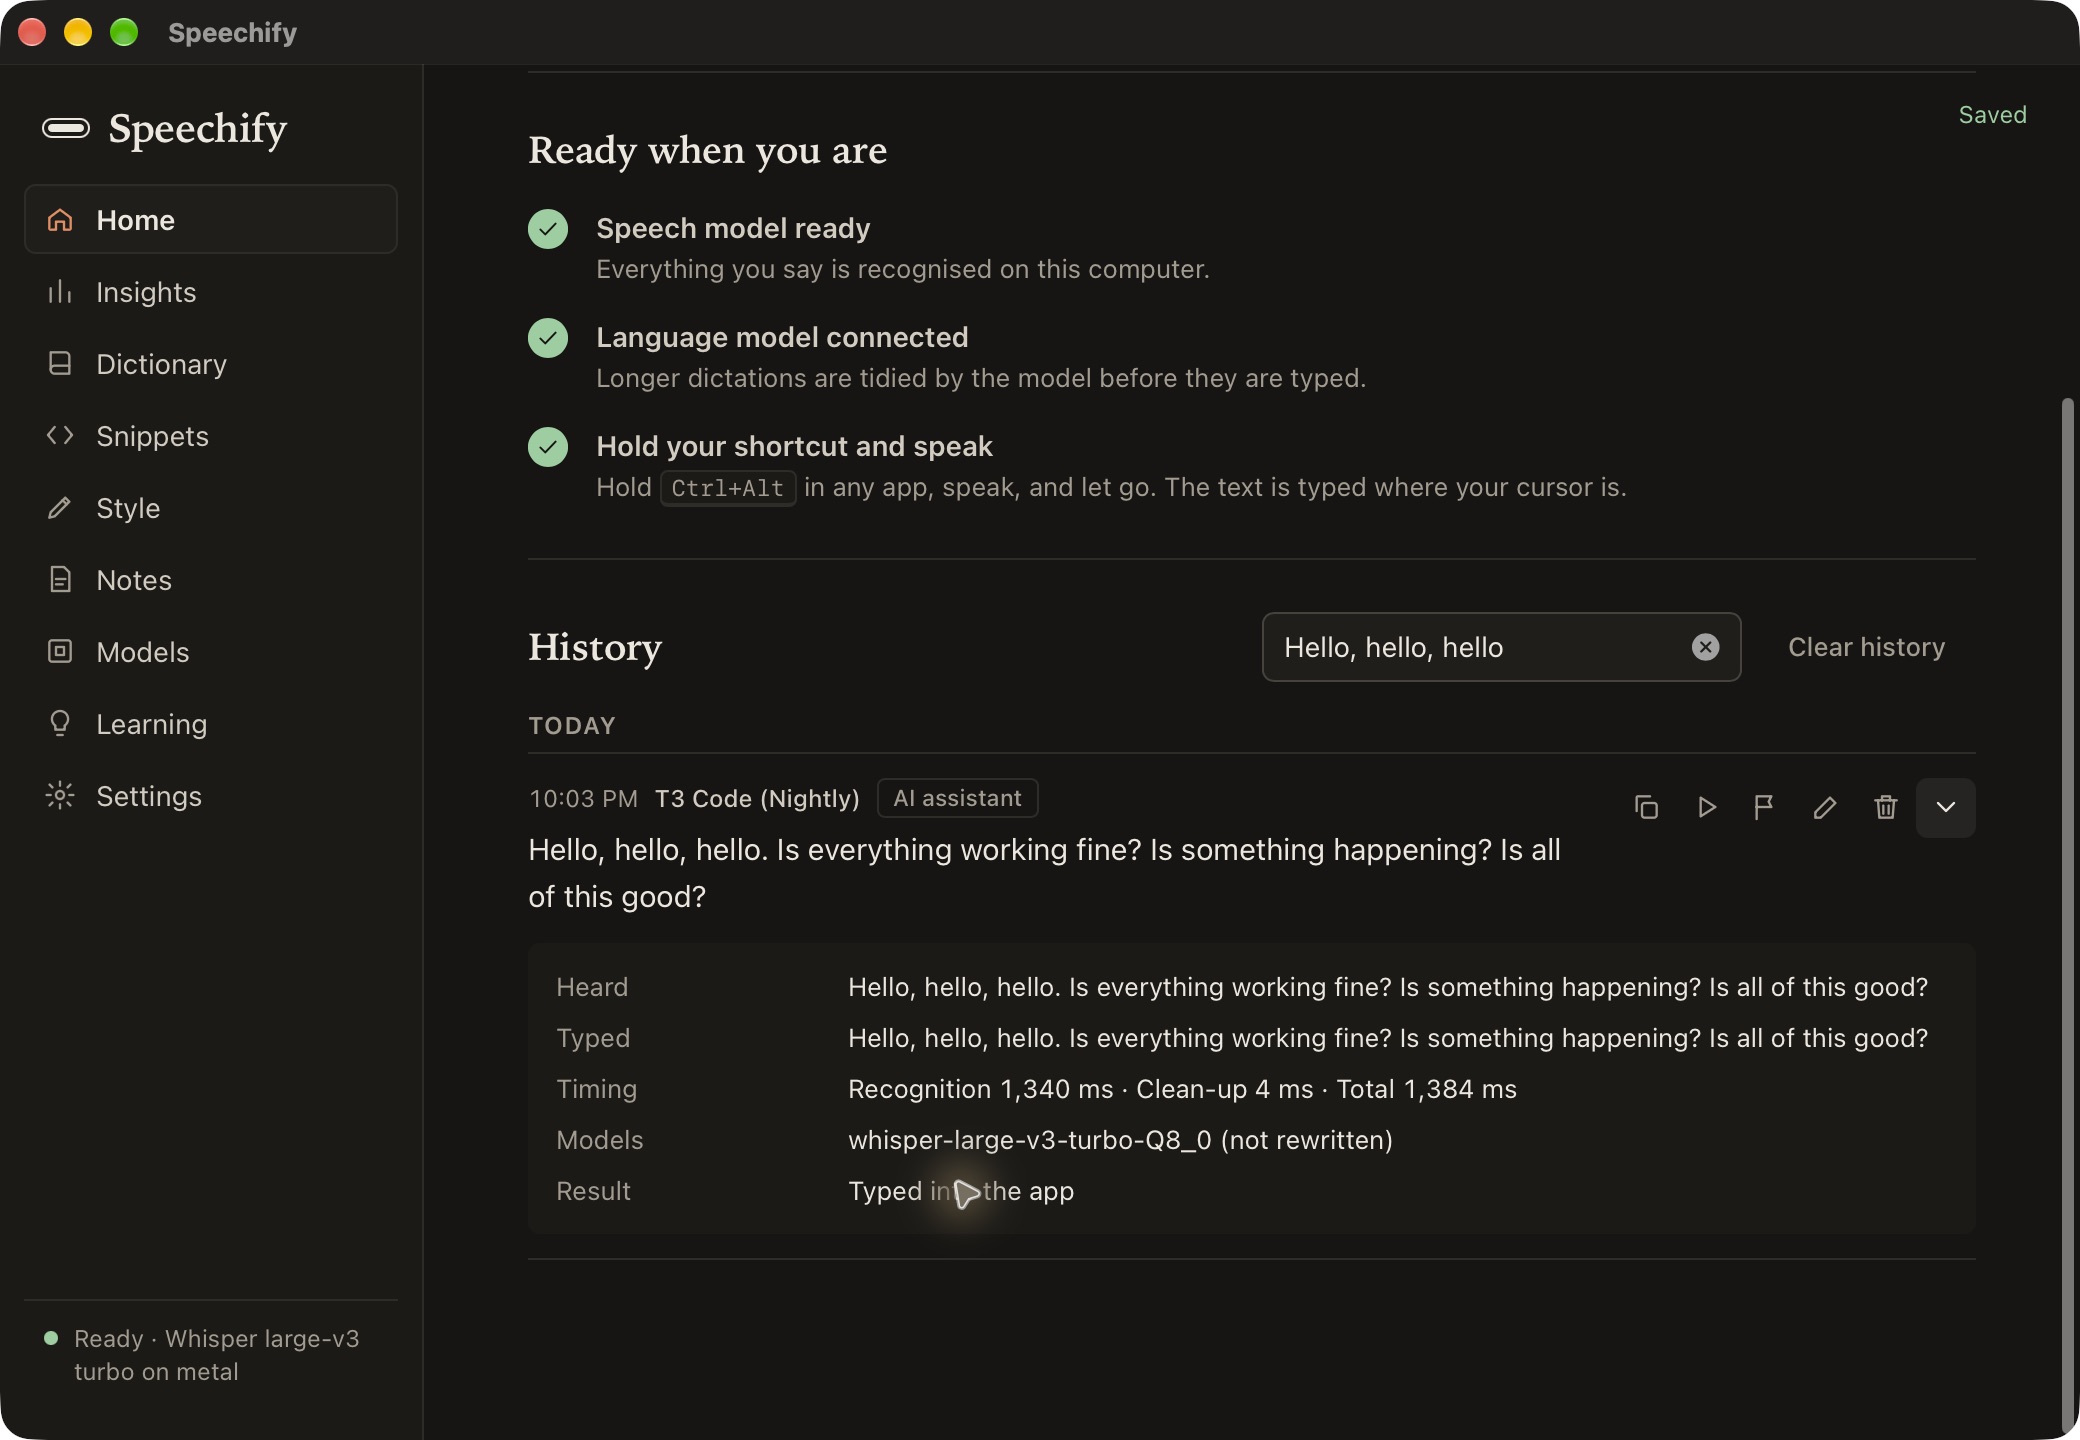 Speechify
Speechify
Home
Insights
Dictionary
Snippets
Style
Notes
Models
Learning
Settings
Ready · Whisper large-v3
turbo on metal
Saved
Ready when you are
Speech model ready
Everything you say is recognised on this computer.
Language model connected
Longer dictations are tidied by the model before they are typed.
Hold your shortcut and speak
Hold Ctrl+Alt in any app, speak, and let go. The text is typed where your cursor is.
History
Hello, hello, hello
Clear history
TODAY
10:03 PM T3 Code (Nightly) AI assistant
Hello, hello, hello. Is everything working fine? Is something happening? Is all
of this good?
Heard Hello, hello, hello. Is everything working fine? Is something happening? Is all of this good?
Typed Hello, hello, hello. Is everything working fine? Is something happening? Is all of this good?
Timing Recognition 1,340 ms · Clean-up 4 ms · Total 1,384 ms
Models whisper-large-v3-turbo-Q8_0 (not rewritten)
Result Typed the app